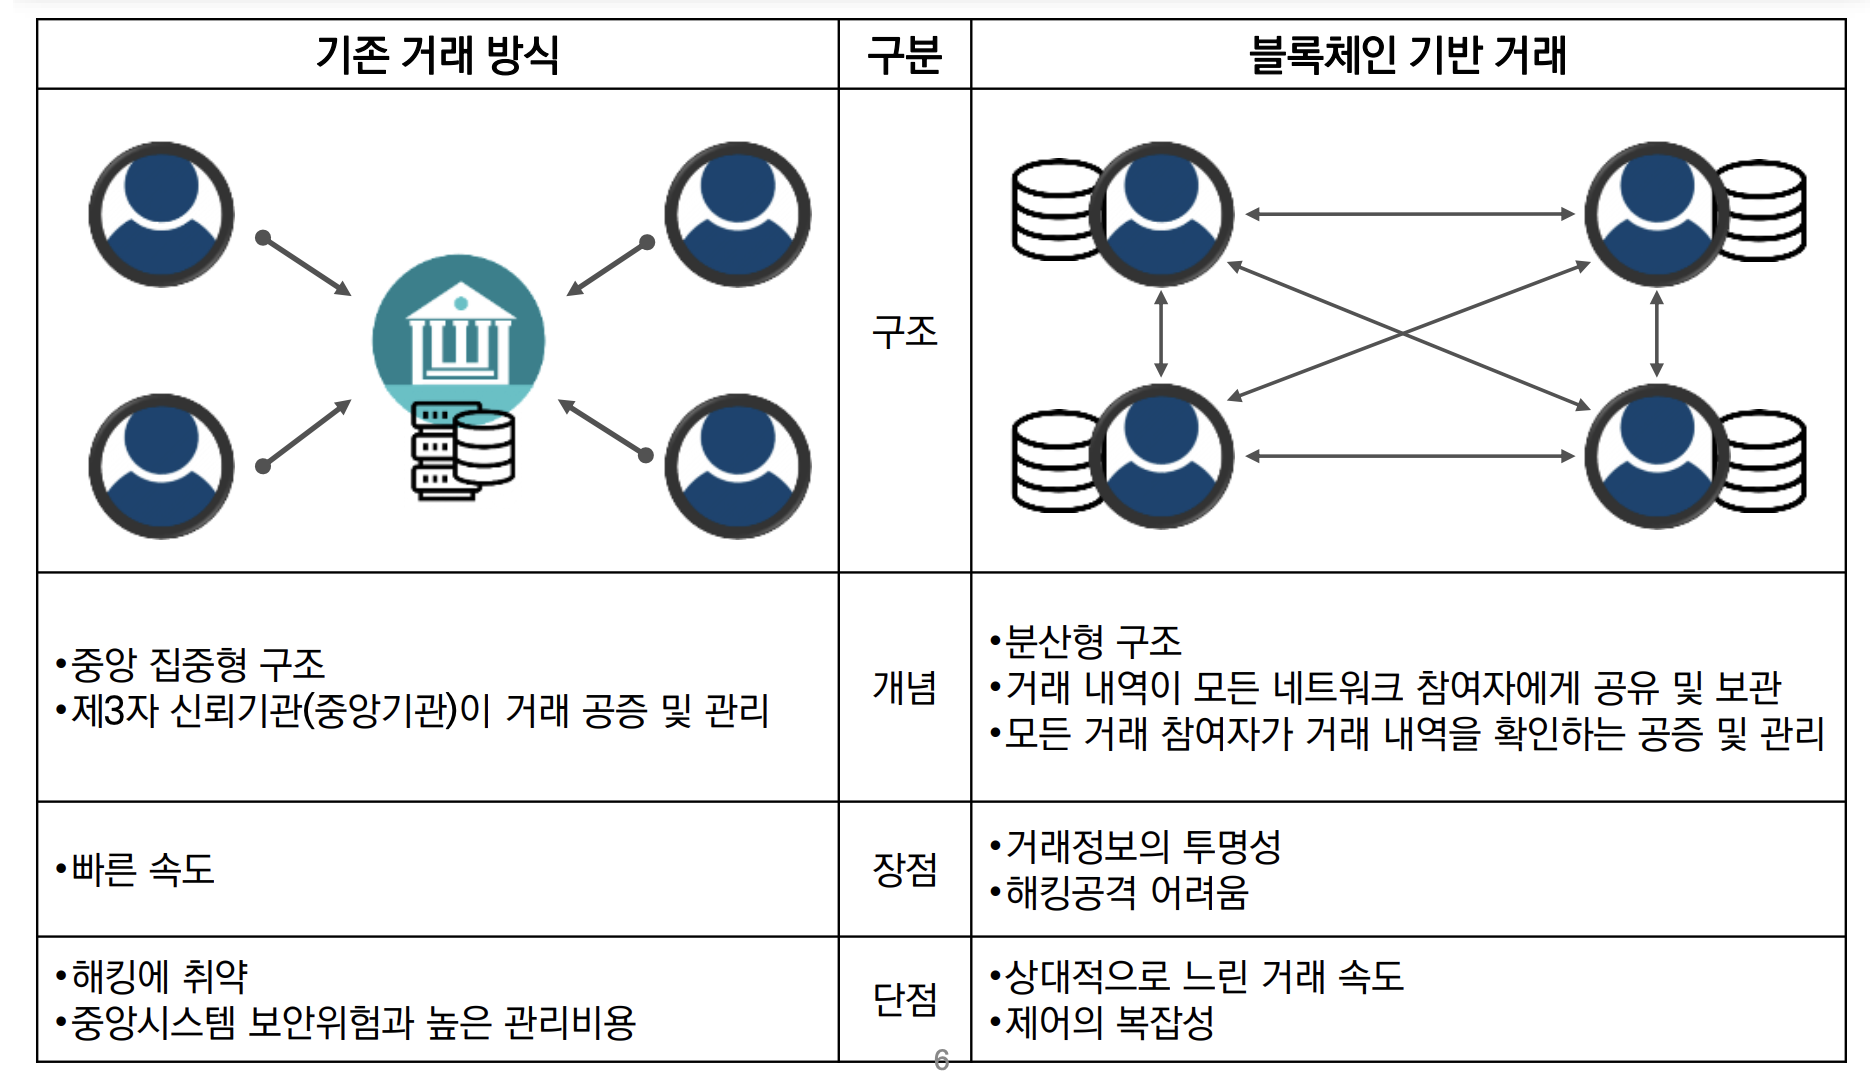 기존 거래 방식
구분
블록체인 기반 거래
구조
•중앙 집중형 구조
•제3자 신뢰기관(중앙기관)이 거래 공증 및 관리
개념
•분산형 구조
•거래 내역이 모든 네트워크 참여자에게 공유 및 보관
•모든 거래 참여자가 거래 내역을 확인하는 공증 및 관리
•빠른 속도
장점
•거래정보의 투명성
•해킹공격 어려움
•해킹에 취약
•중앙시스템 보안위험과 높은 관리비용
단점
•상대적으로 느린 거래 속도
•제어의 복잡성
6